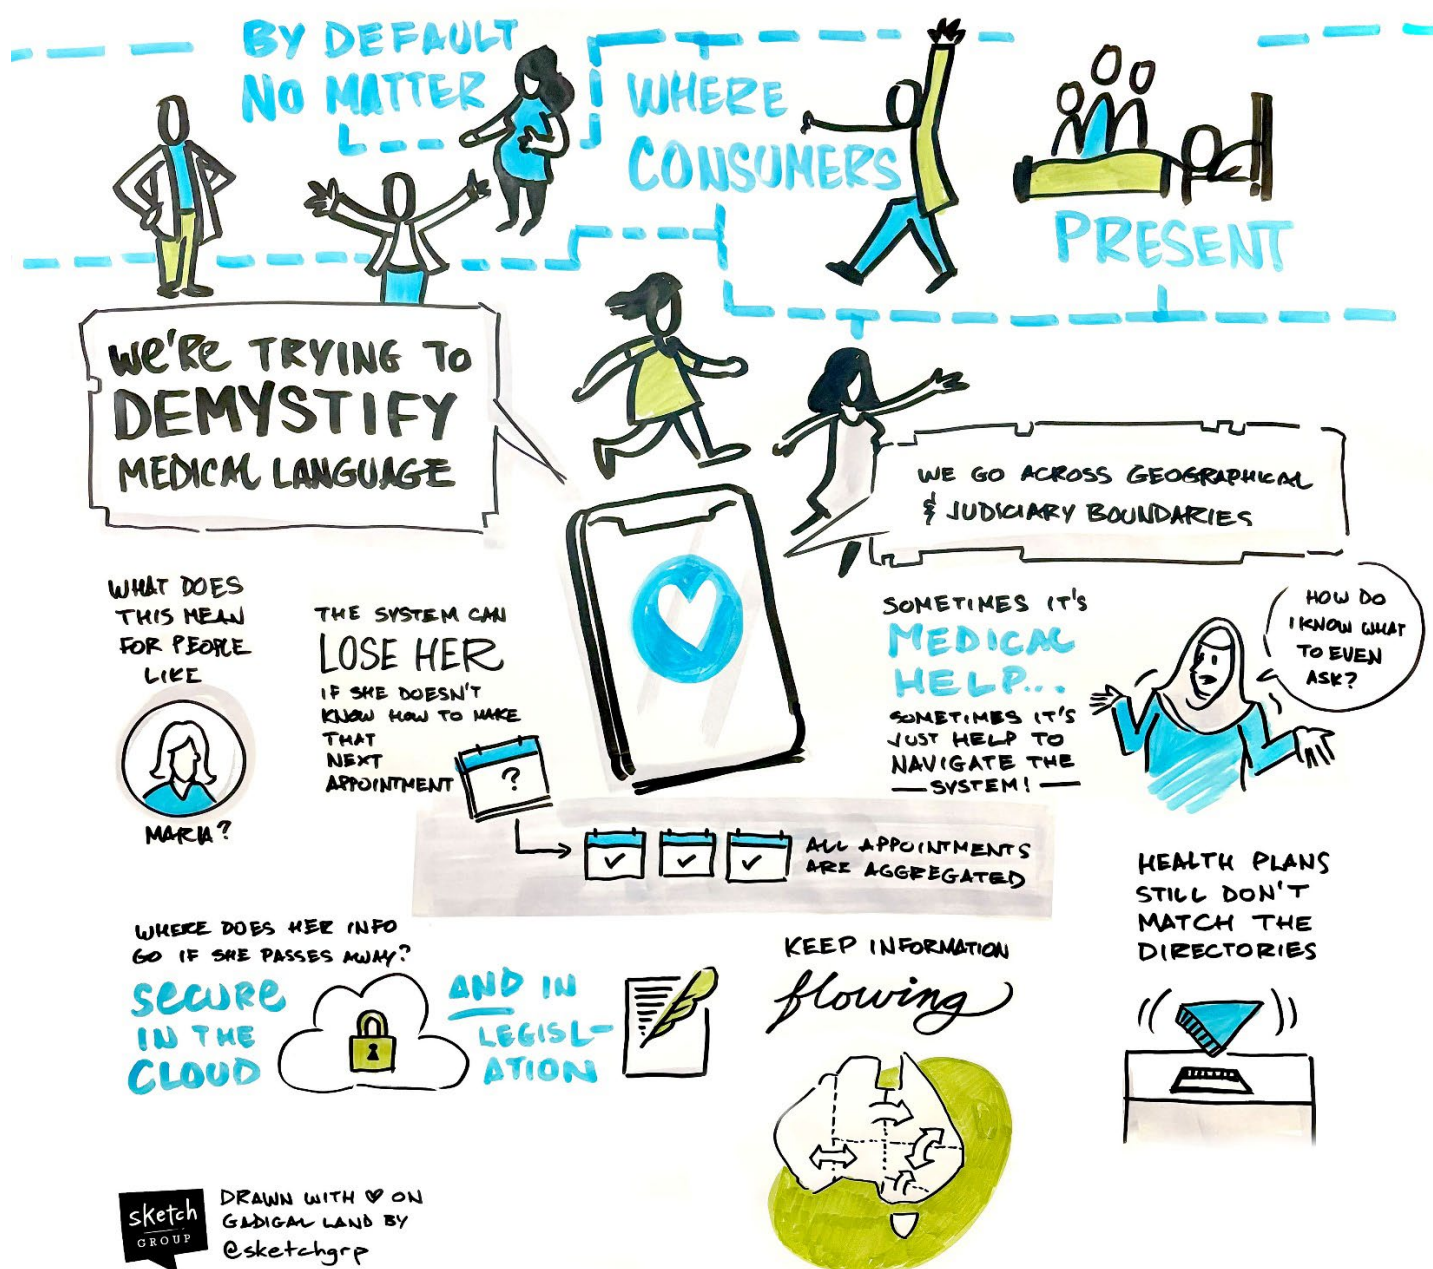 BY DEFAULT
NO MATTER
WHERE
CONSUMERS
PRESENT
WE'RE TRYING TO
DEMYSTIFY
MEDICAL LANGUAGE
WE GO ACROSS GEOGRAPHICAL
& JUDICIARY BOUNDARIES
WHAT DOES
THIS MEAN
FOR PEOPLE
LIKE
MARIA?
THE SYSTEM CAN
LOSE HER
IF SHE DOESN'T
KNOW HOW TO MAKE
THAT
NEXT
APPOINTMENT
?
ALL APPOINTMENTS
ARE AGGREGATED
SOMETIMES IT'S
MEDICAL
HELP...
SOMETIMES IT'S
JUST HELP TO
NAVIGATE THE
SYSTEM!
HOW DO
I KNOW WHAT
TO EVEN
ASK?
HEALTH PLANS
STILL DON'T
MATCH THE
DIRECTORIES
WHERE DOES HER INFO
GO IF SHE PASSES AWAY?
SECURE
IN THE
CLOUD
AND IN
LEGISL-
ATION
KEEP INFORMATION
flowing
sketch
GROUP
DRAWN WITH ♡ ON
GADIGAL LAND BY
@sketchgrp